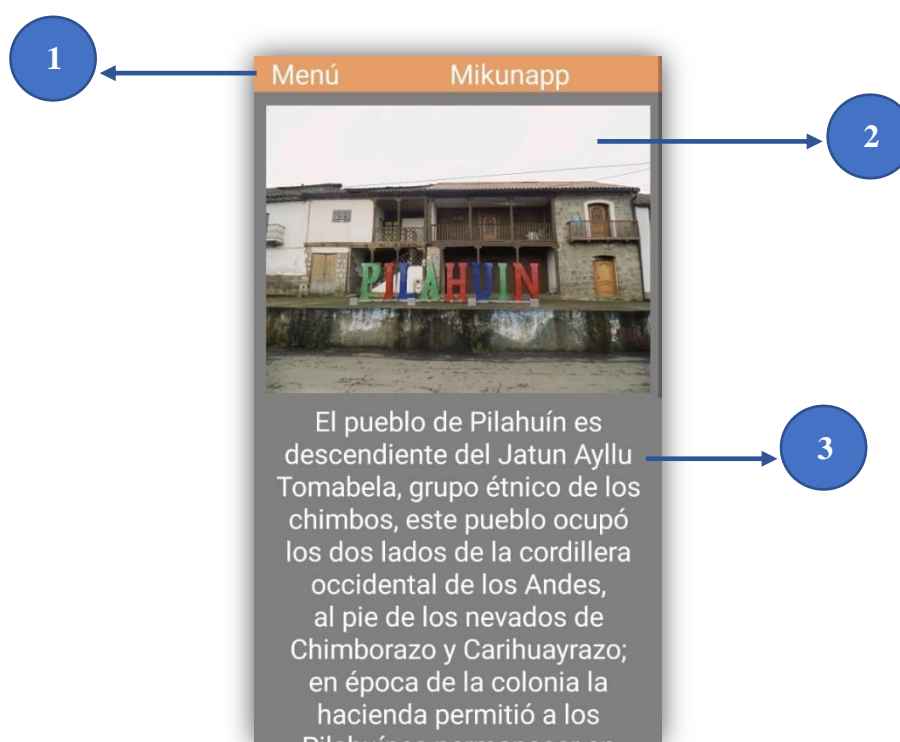 1
Menú Mikunapp
2
PILAHUIN
El pueblo de Pilahuín es
descendiente del Jatun Ayllu
3
Tomabela, grupo étnico de los
chimbos, este pueblo ocupó
los dos lados de la cordillera
occidental de los Andes,
al pie de los nevados de
Chimborazo y Carihuayrazo;
en época de la colonia la
hacienda permitió a los